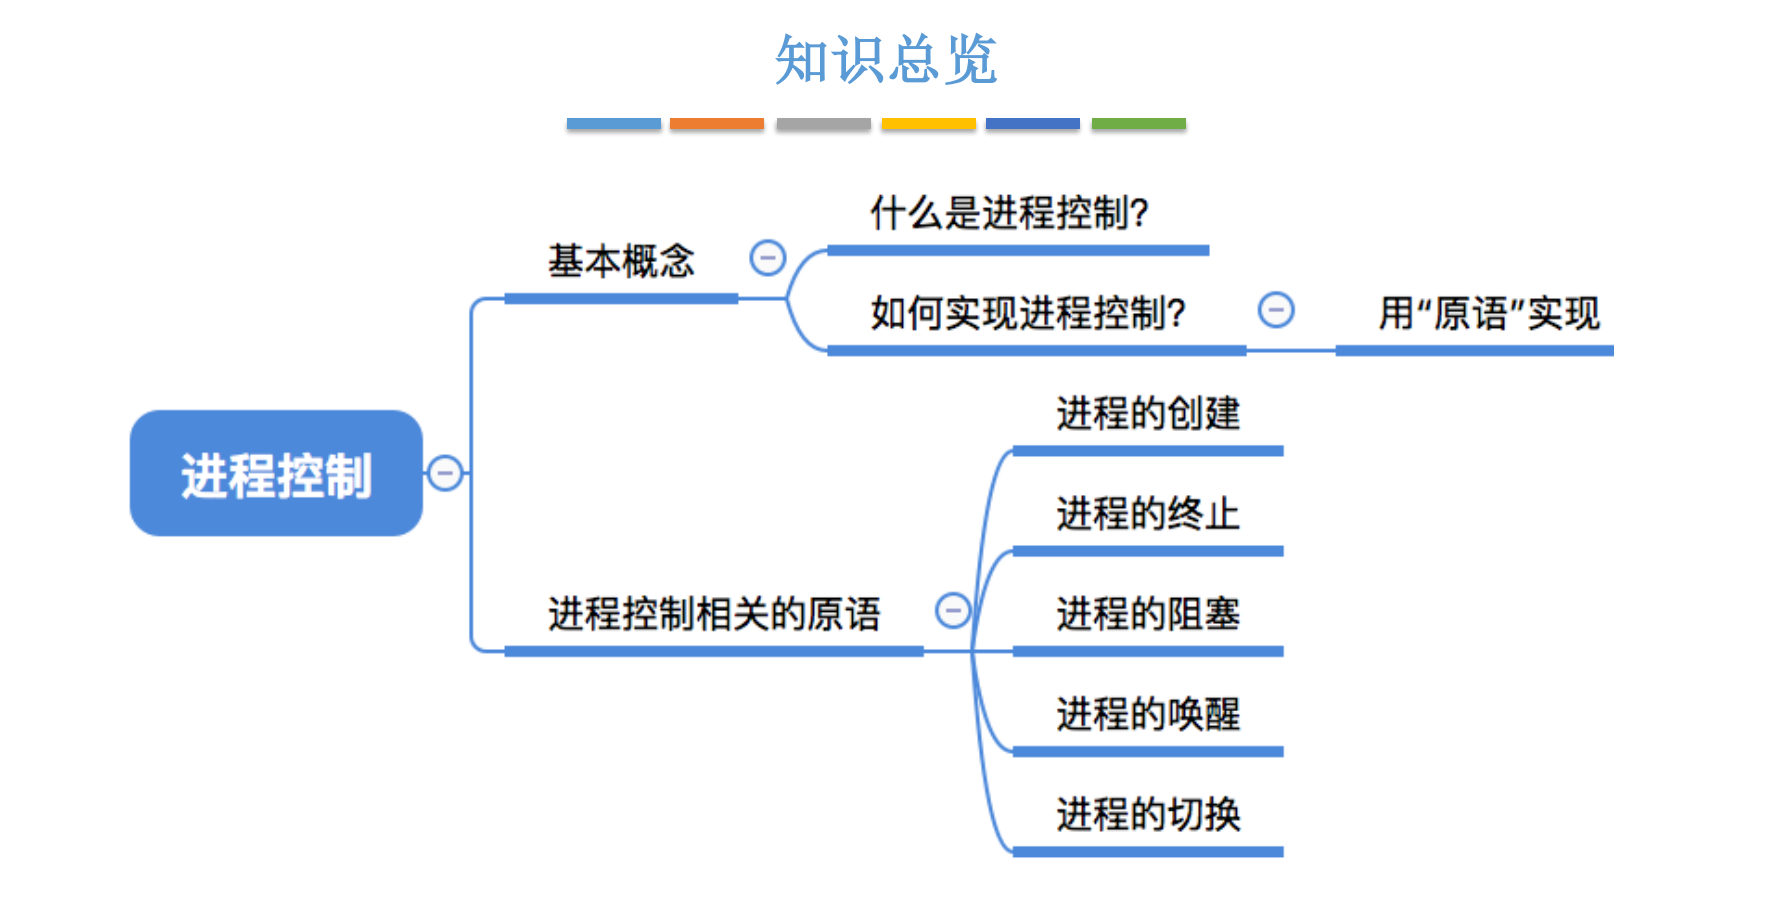 知识总览
什么是进程控制?
基本概念
如何实现进程控制?
用“原语”实现
进程控制
进程的创建
进程的终止
进程控制相关的原语
进程的阻塞
进程的唤醒
进程的切换